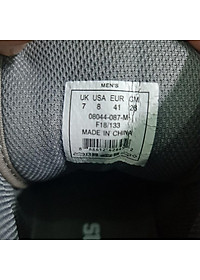 MEN'S
UK USA EUR CM
7 8 41 26
08044-087-M
F18/133
MADE IN CHINA